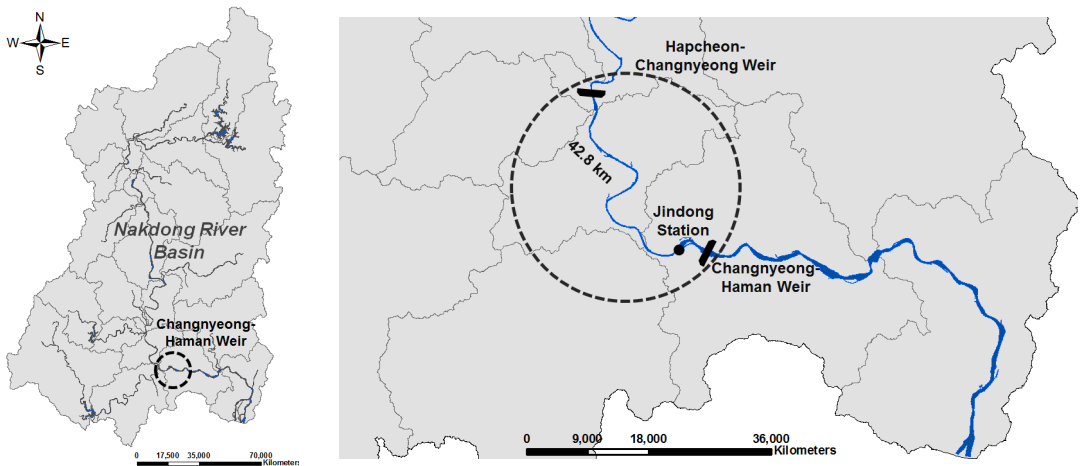 N
W E
S
Nakdong River
Basin
Changnyeong-
Haman Weir
0 17,500 35,000 70,000
Kilometers
Hapcheon-
Changnyeong Weir
42.8 km
Jindong
Station
Changnyeong-
Haman Weir
0 9,000 18,000 36,000
Kilometers